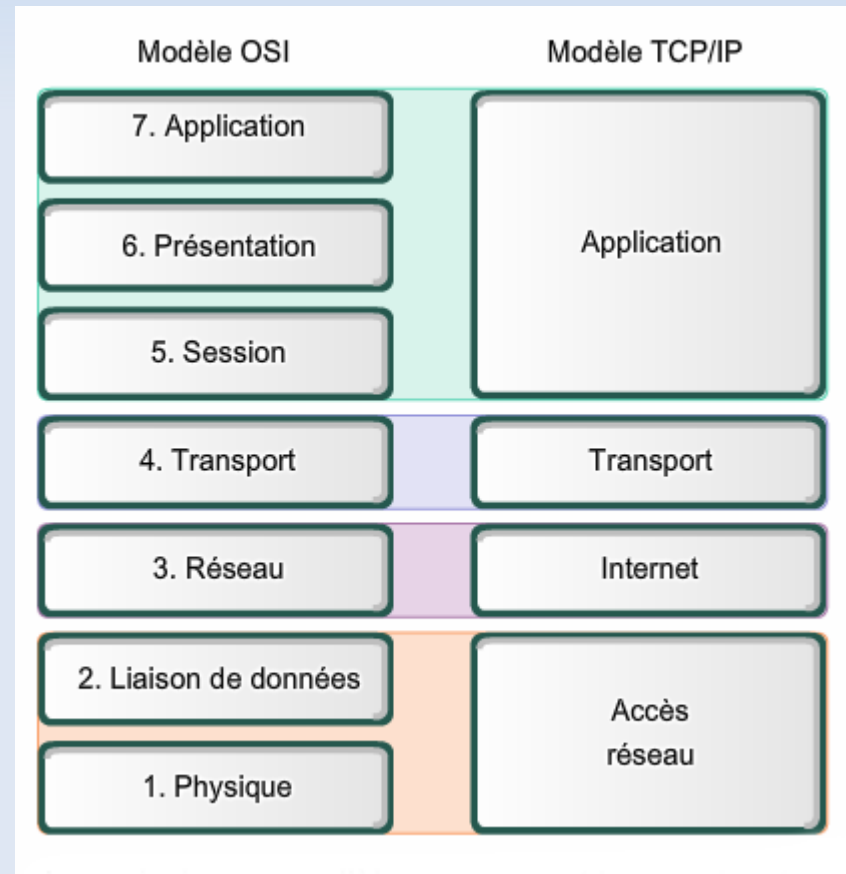 Modèle OSI
Modèle TCP/IP
7. Application
6. Présentation
5. Session
4. Transport
3. Réseau
2. Liaison de données
1. Physique
Application
Transport
Internet
Accès
réseau